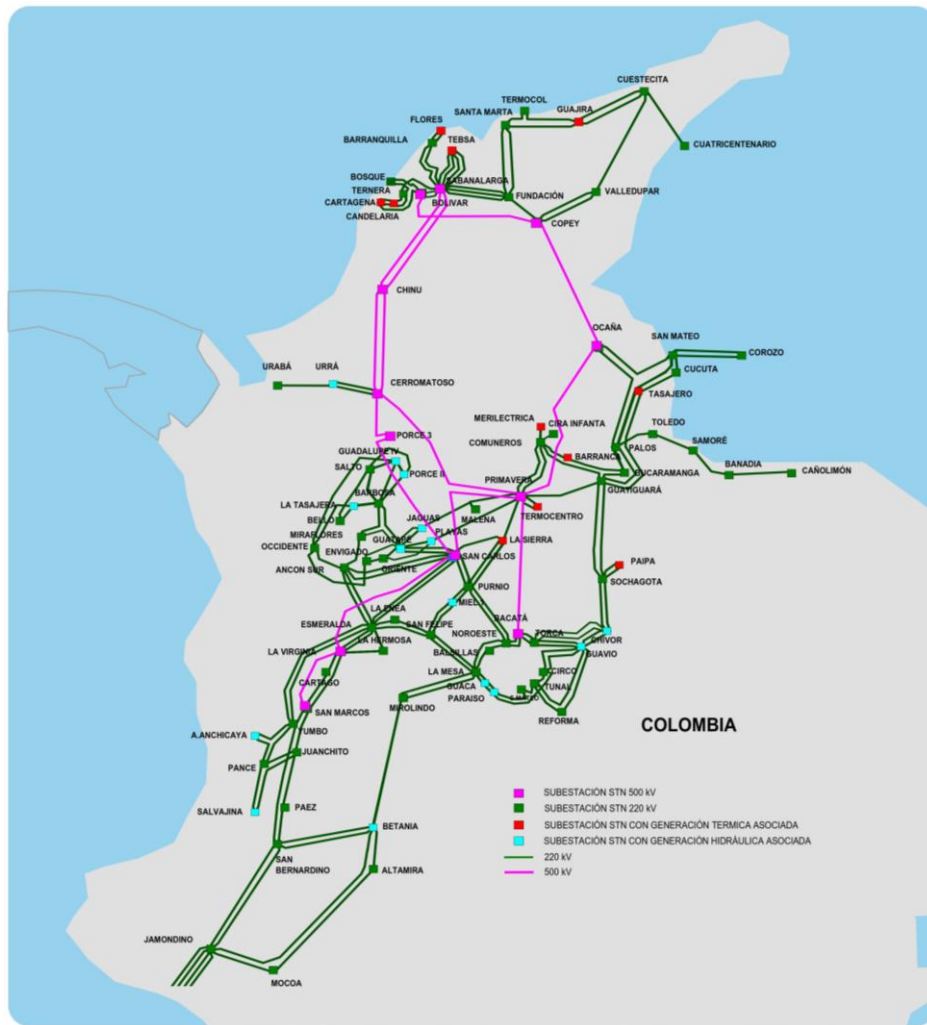 CUESTECITA
TERMOCOL
GUAJIRA
SANTA MARTA
FLORES
TEBSA
BARRANQUILLA
CUATRICENTENARIO
BOSQUE
SABANALARGA
TERNERA
FUNDACIÓN
VALLEDUPAR
CARTAGENA
BOLIVAR
CANDELARIA
COPEY
CHINU
OCAÑA
SAN MATEO
COROZO
URABÁ
URRÁ
CUCUTA
CERROMATOSO
TASAJERO
MERILECTRICA
CIRA INFANTA
TOLEDO
PORCE 3
COMUNEROS
SAMORÉ
PALOS
GUADALUPE IV
BARRANCA
SALTO
PORCE II
BUCARAMANGA
BANADIA
CAÑOLIMÓN
PRIMAVERA
GUATIGUARÁ
BARBOSA
LA TASAJERA
MALENA
TERMOCENTRO
BELLO
JAGUAS
MIRAFLORES
PLAYAS
GUATAPE
OCCIDENTE
ENVIGADO
LA SIERRA
SAN CARLOS
PAIPA
ANCON SUR
ORIENTE
SOCHAGOTA
PURNIO
LA ENEA
MIEL I
BACATÁ
ESMERALDA
SAN FELIPE
NOROESTE
TORCA
CHIVOR
LA HERMOSA
BALSILLAS
GUAVIO
LA VIRGINIA
LA MESA
CIRCO
CARTAGO
GUACA
TUNAL
PARAISO
MIROLINDO
SAN MARCOS
REFORMA
COLOMBIA
YUMBO
A.ANCHICAYA
JUANCHITO
PANCE
SUBESTACIÓN STN 500 kV
SUBESTACIÓN STN 220 kV
SALVAJINA
PAEZ
SUBESTACIÓN STN CON GENERACIÓN TERMICA ASOCIADA
BETANIA
SUBESTACIÓN STN CON GENERACIÓN HIDRÁULICA ASOCIADA
220 kV
SAN
BERNARDINO
ALTAMIRA
500 kV
JAMONDINO
MOCOA